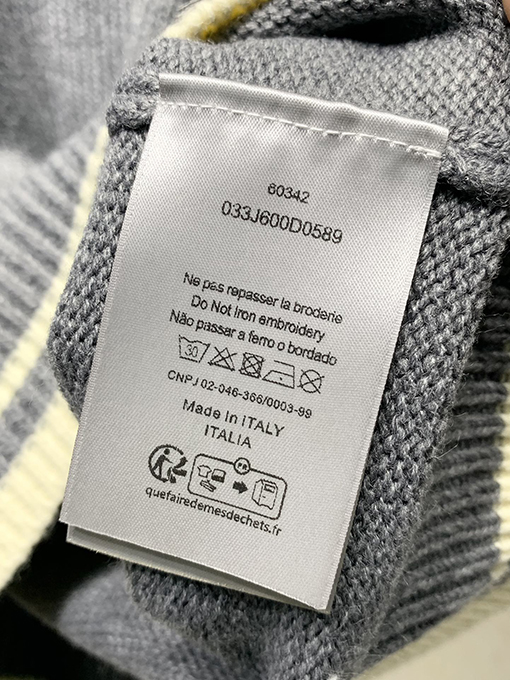 60342
033J600D0589
Ne pas repasser la broderie
Do Not Iron embroidery
Não passar a ferro o bordado
30
CNPJ 02-046-366/0003-99
Made in ITALY
ITALIA
FR
quefairedemesdechets.fr